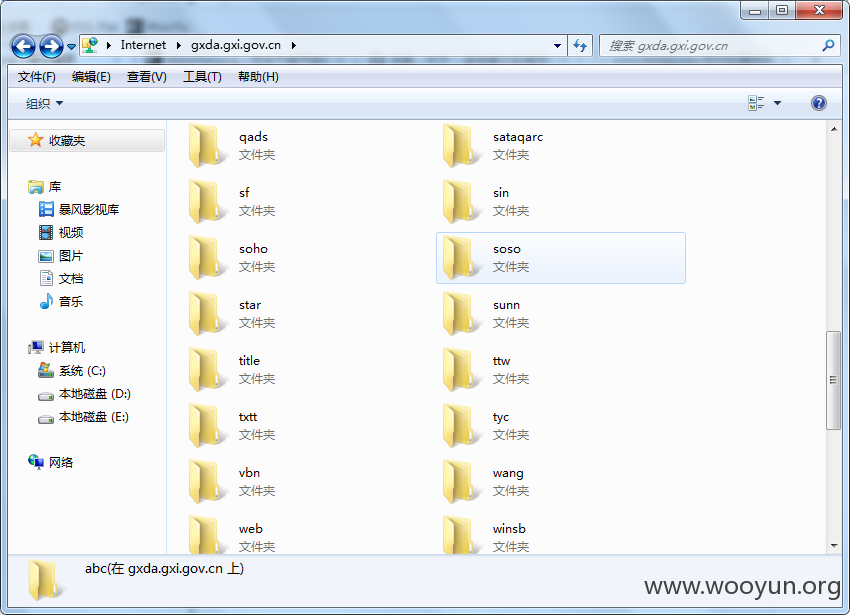 Internet gxda.gxi.gov.cn
搜索 gxda.gxi.gov.cn
文件(F) 编辑(E) 查看(V) 工具(T) 帮助(H)
组织
收藏夹
库
暴风影视库
视频
图片
文档
音乐
计算机
系统 (C:)
本地磁盘 (D:)
本地磁盘 (E:)
网络
qads
文件夹
sataqarc
文件夹
sf
文件夹
sin
文件夹
soho
文件夹
soso
文件夹
star
文件夹
sunn
文件夹
title
文件夹
ttw
文件夹
txtt
文件夹
tyc
文件夹
vbn
文件夹
wang
文件夹
web
文件夹
winsb
文件夹
abc(在 gxda.gxi.gov.cn 上)
www.wooyun.org